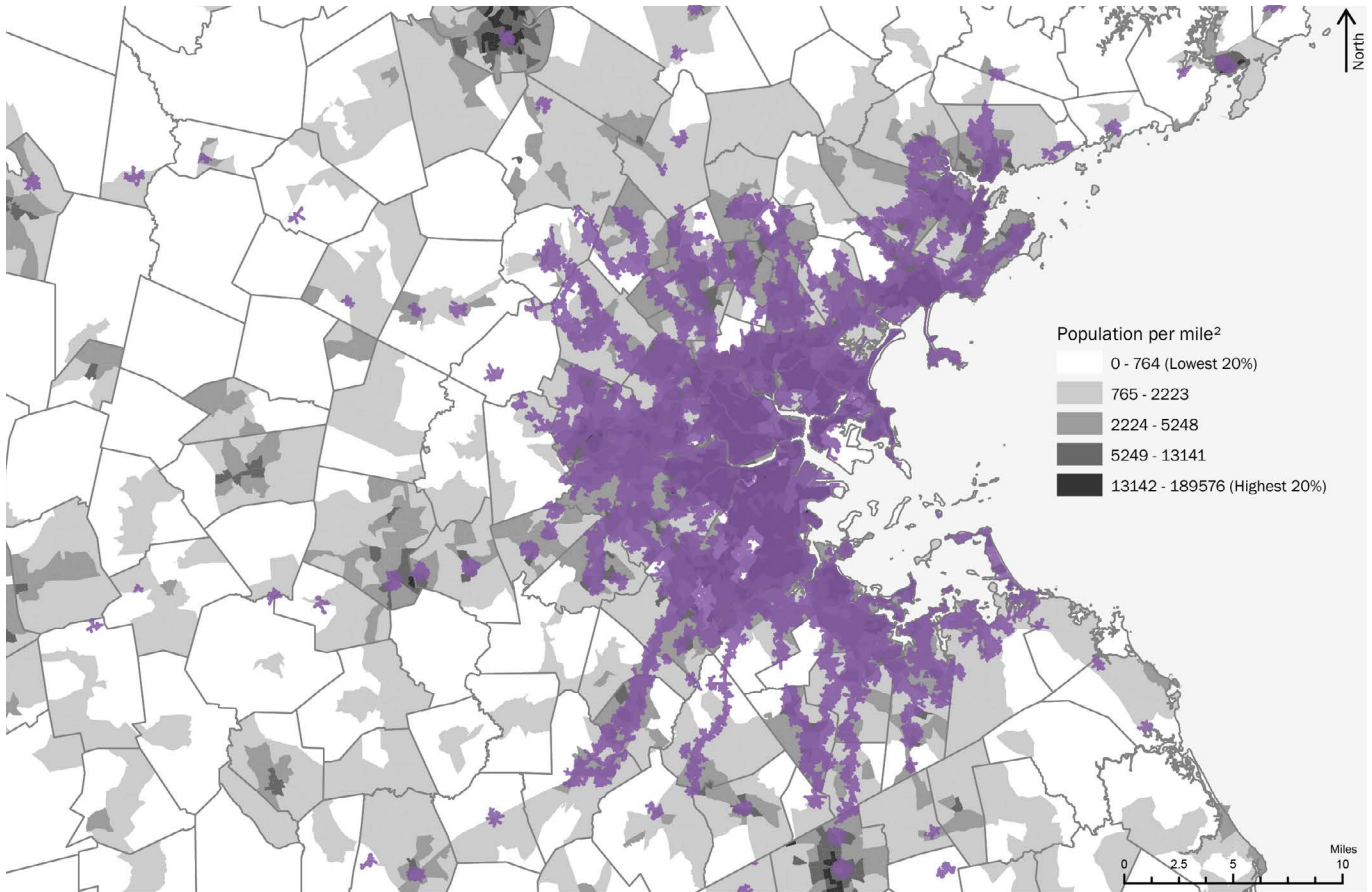 North
Population per mile²
0 - 764 (Lowest 20%)
765 - 2223
2224 - 5248
5249 - 13141
13142 - 189576 (Highest 20%)
Miles
0 2.5 5 10